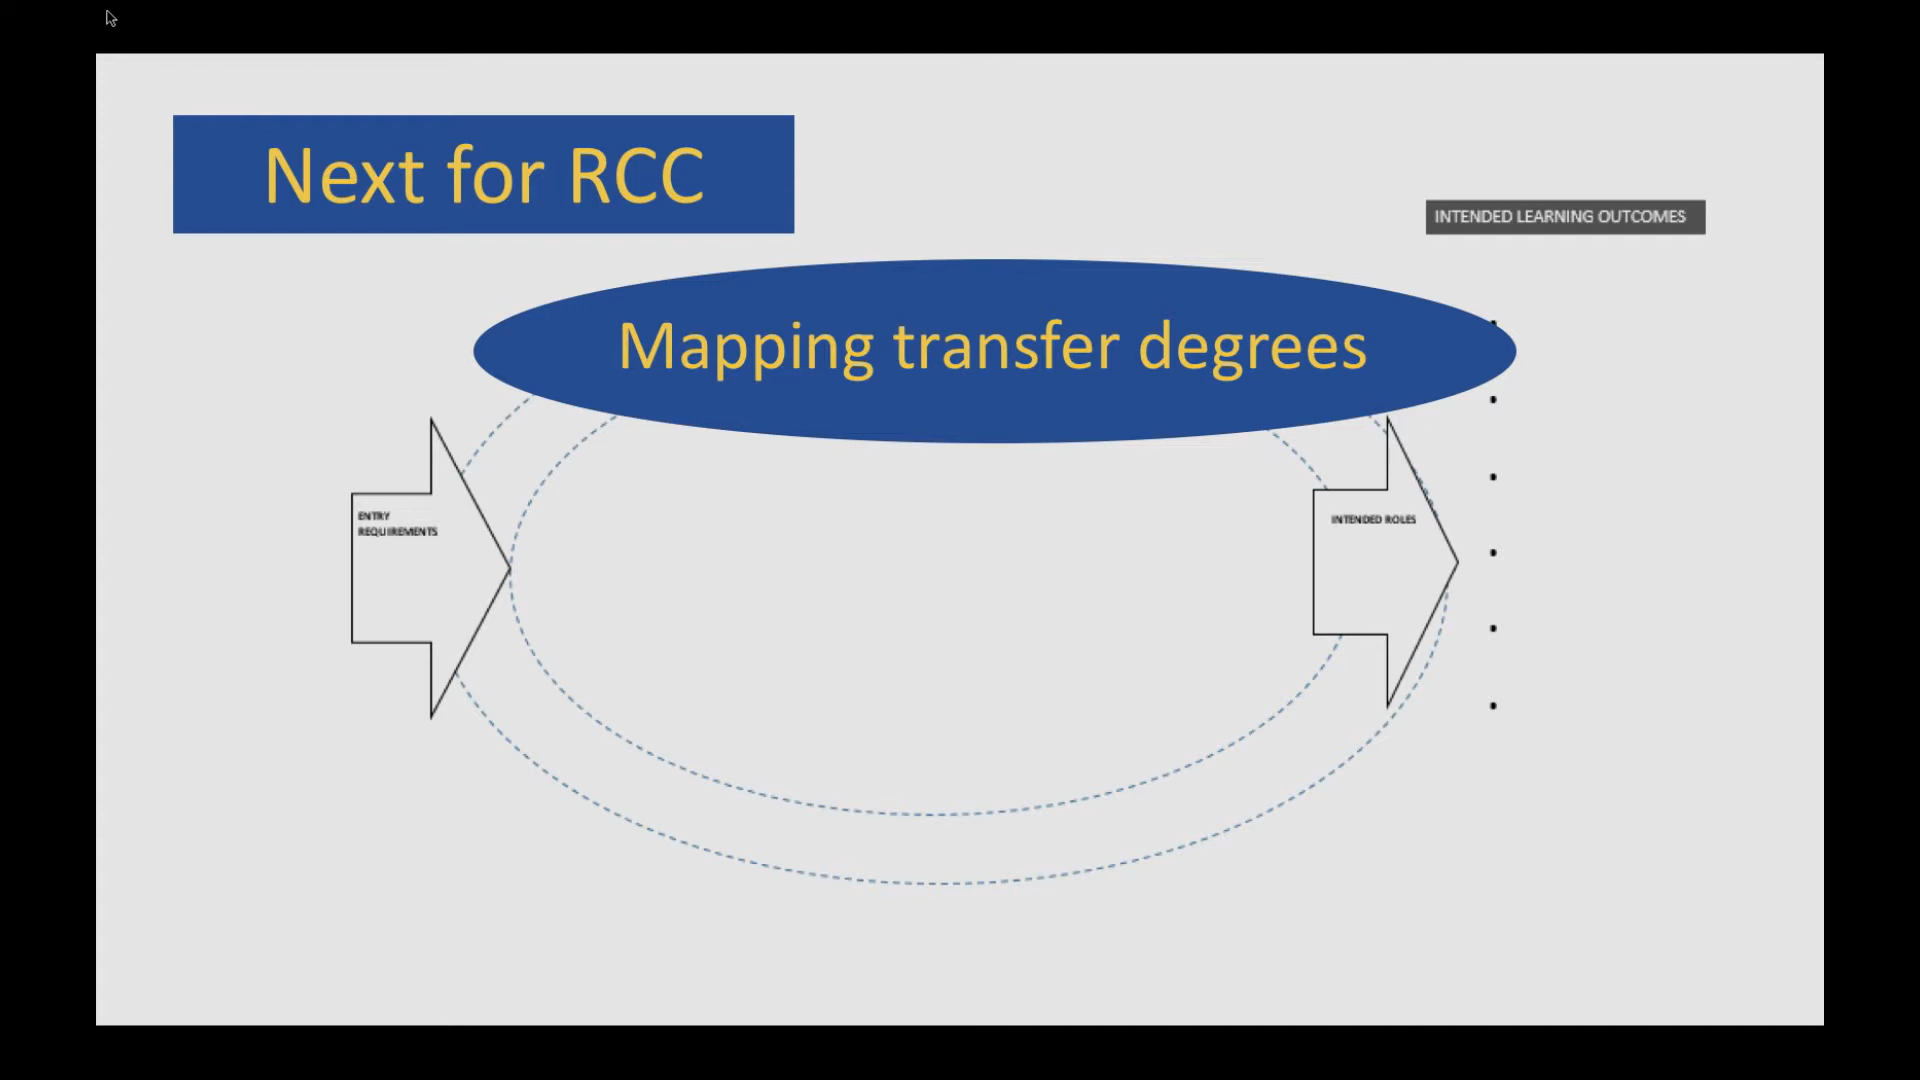 Next for RCC
INTENDED LEARNING OUTCOMES
Mapping transfer degrees
ENTRY
REQUIREMENTS
INTENDED ROLES